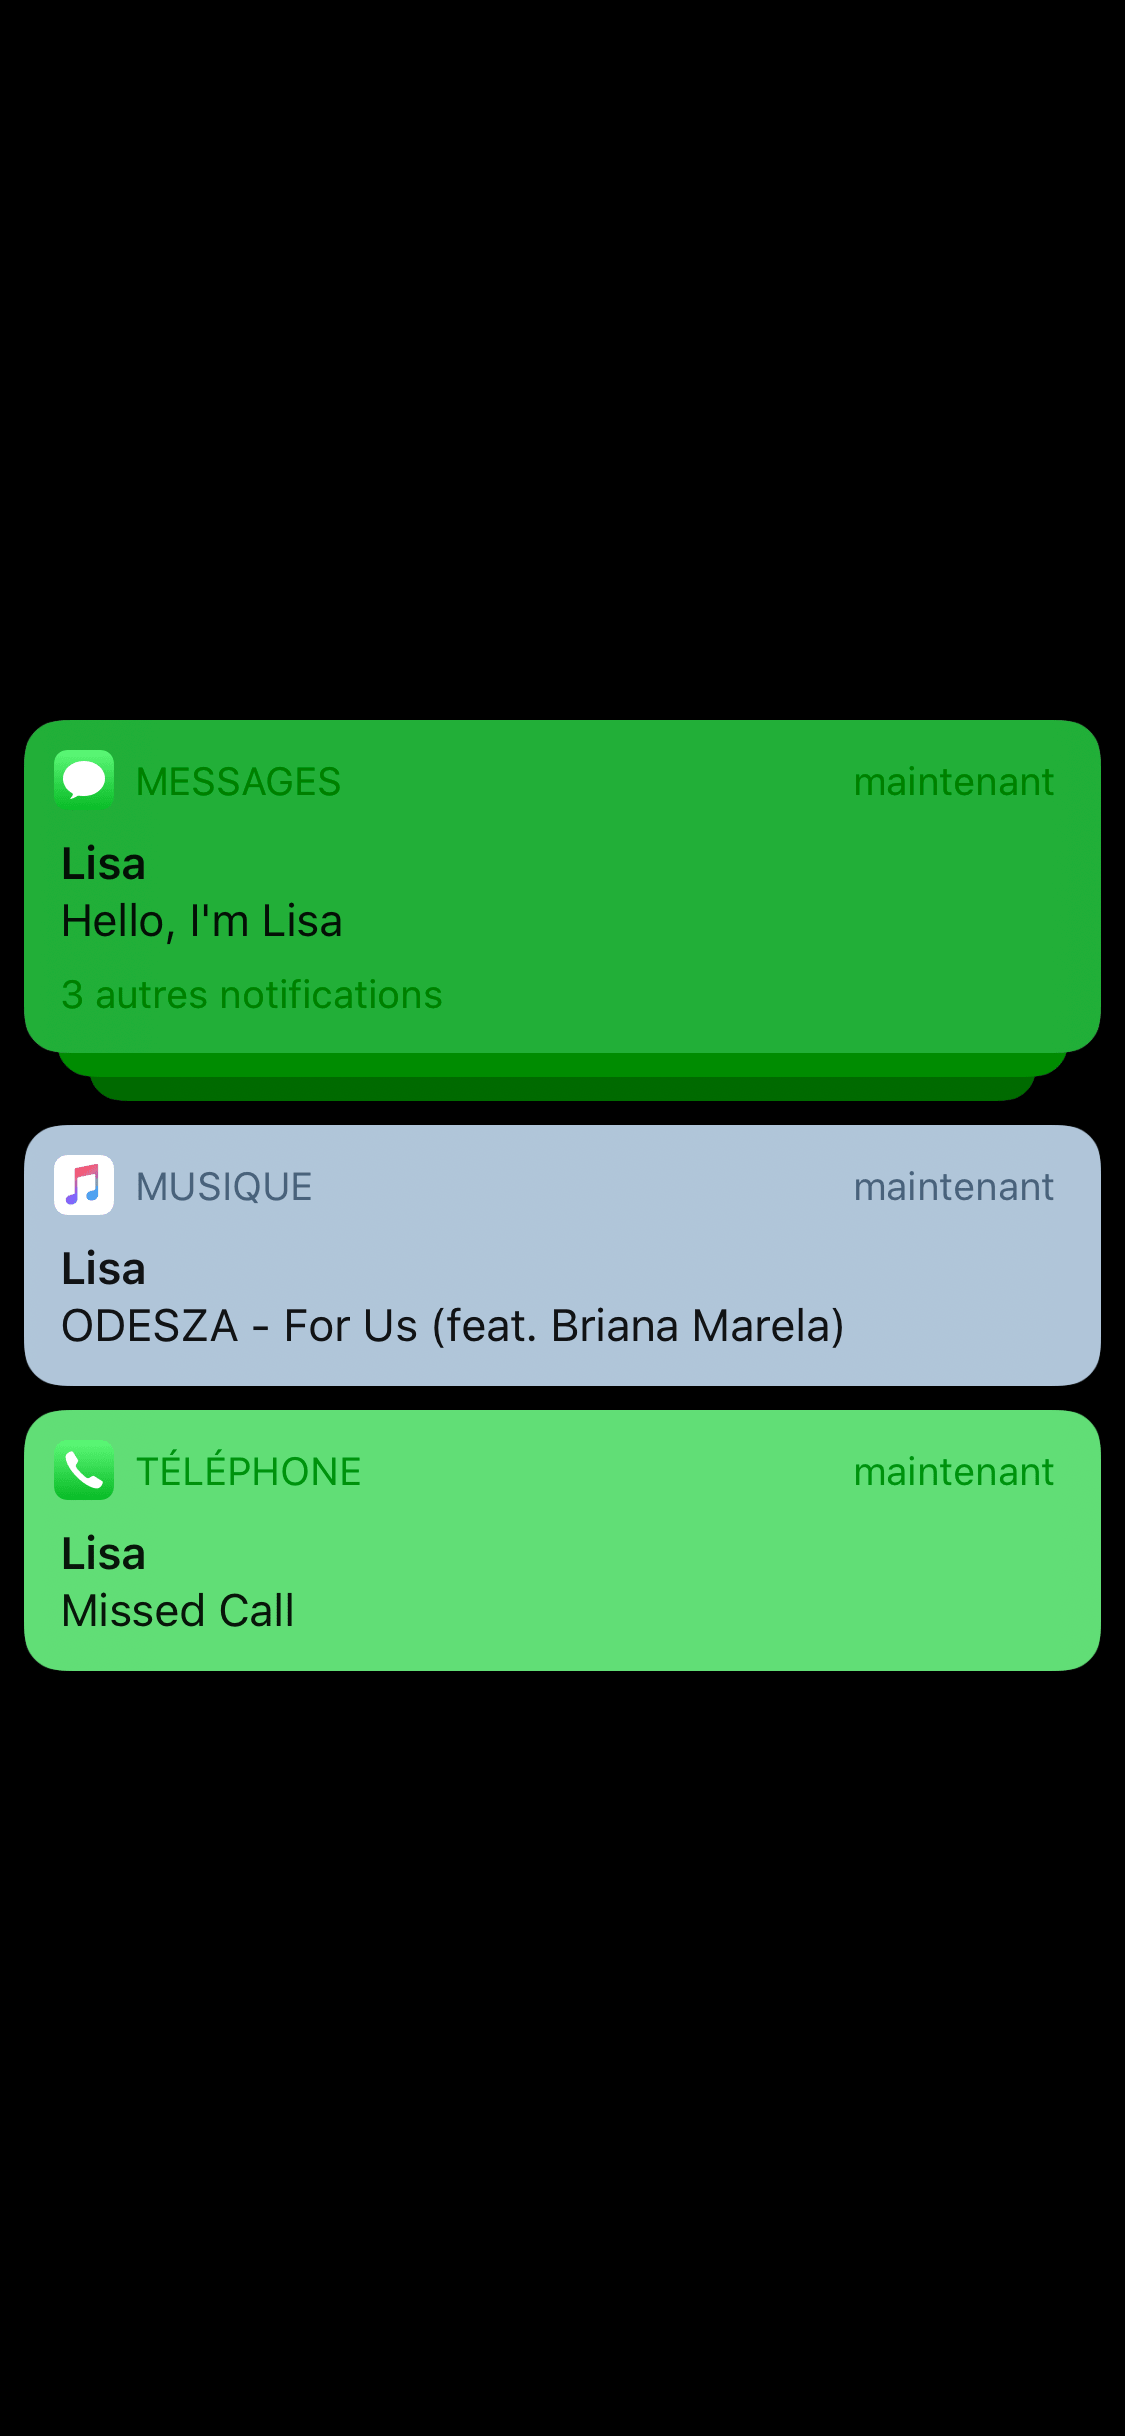 MESSAGES maintenant
Lisa
Hello, I'm Lisa
3 autres notifications
MUSIQUE maintenant
Lisa
ODESZA - For Us (feat. Briana Marela)
TÉLÉPHONE maintenant
Lisa
Missed Call